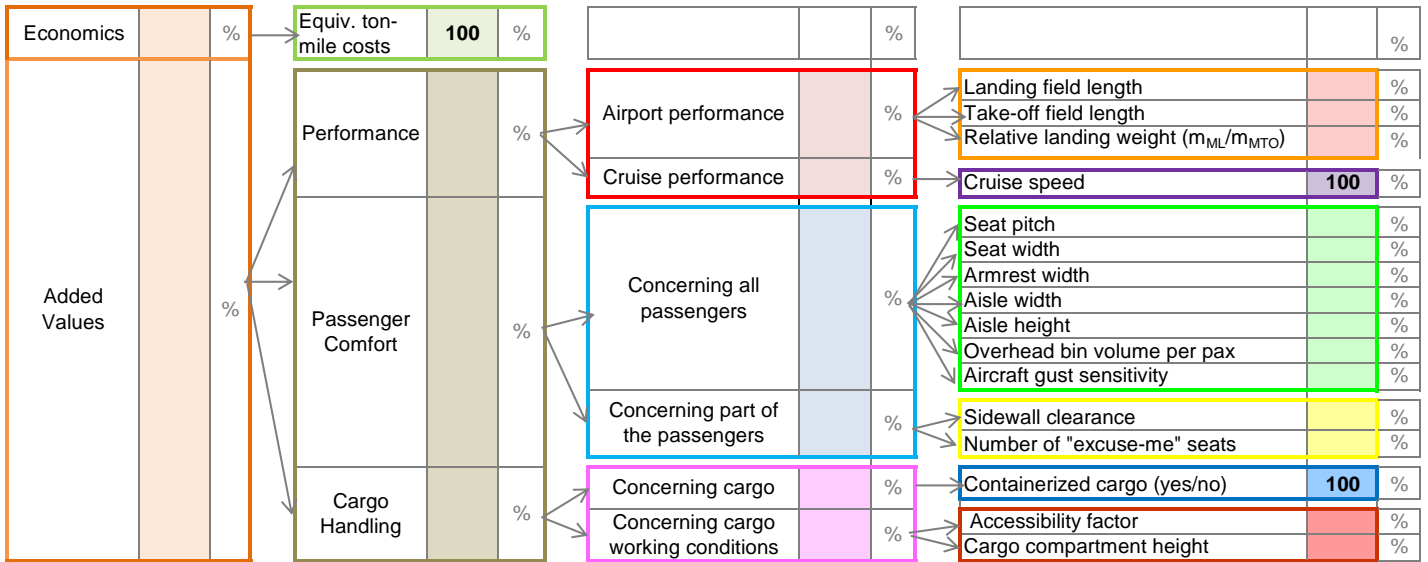 Economics % Equiv. ton-
mile costs 100 % % %
Added
Values %
Performance %
Passenger
Comfort %
Cargo
Handling %
Airport performance %
Cruise performance %
Concerning all
passengers %
Concerning part of
the passengers %
Concerning cargo %
Concerning cargo
working conditions %
Landing field length %
Take-off field length %
Relative landing weight (mML/mMTO) %
Cruise speed 100 %
Seat pitch %
Seat width %
Armrest width %
Aisle width %
Aisle height %
Overhead bin volume per pax %
Aircraft gust sensitivity %
Sidewall clearance %
Number of "excuse-me" seats %
Containerized cargo (yes/no) 100 %
Accessibility factor %
Cargo compartment height %